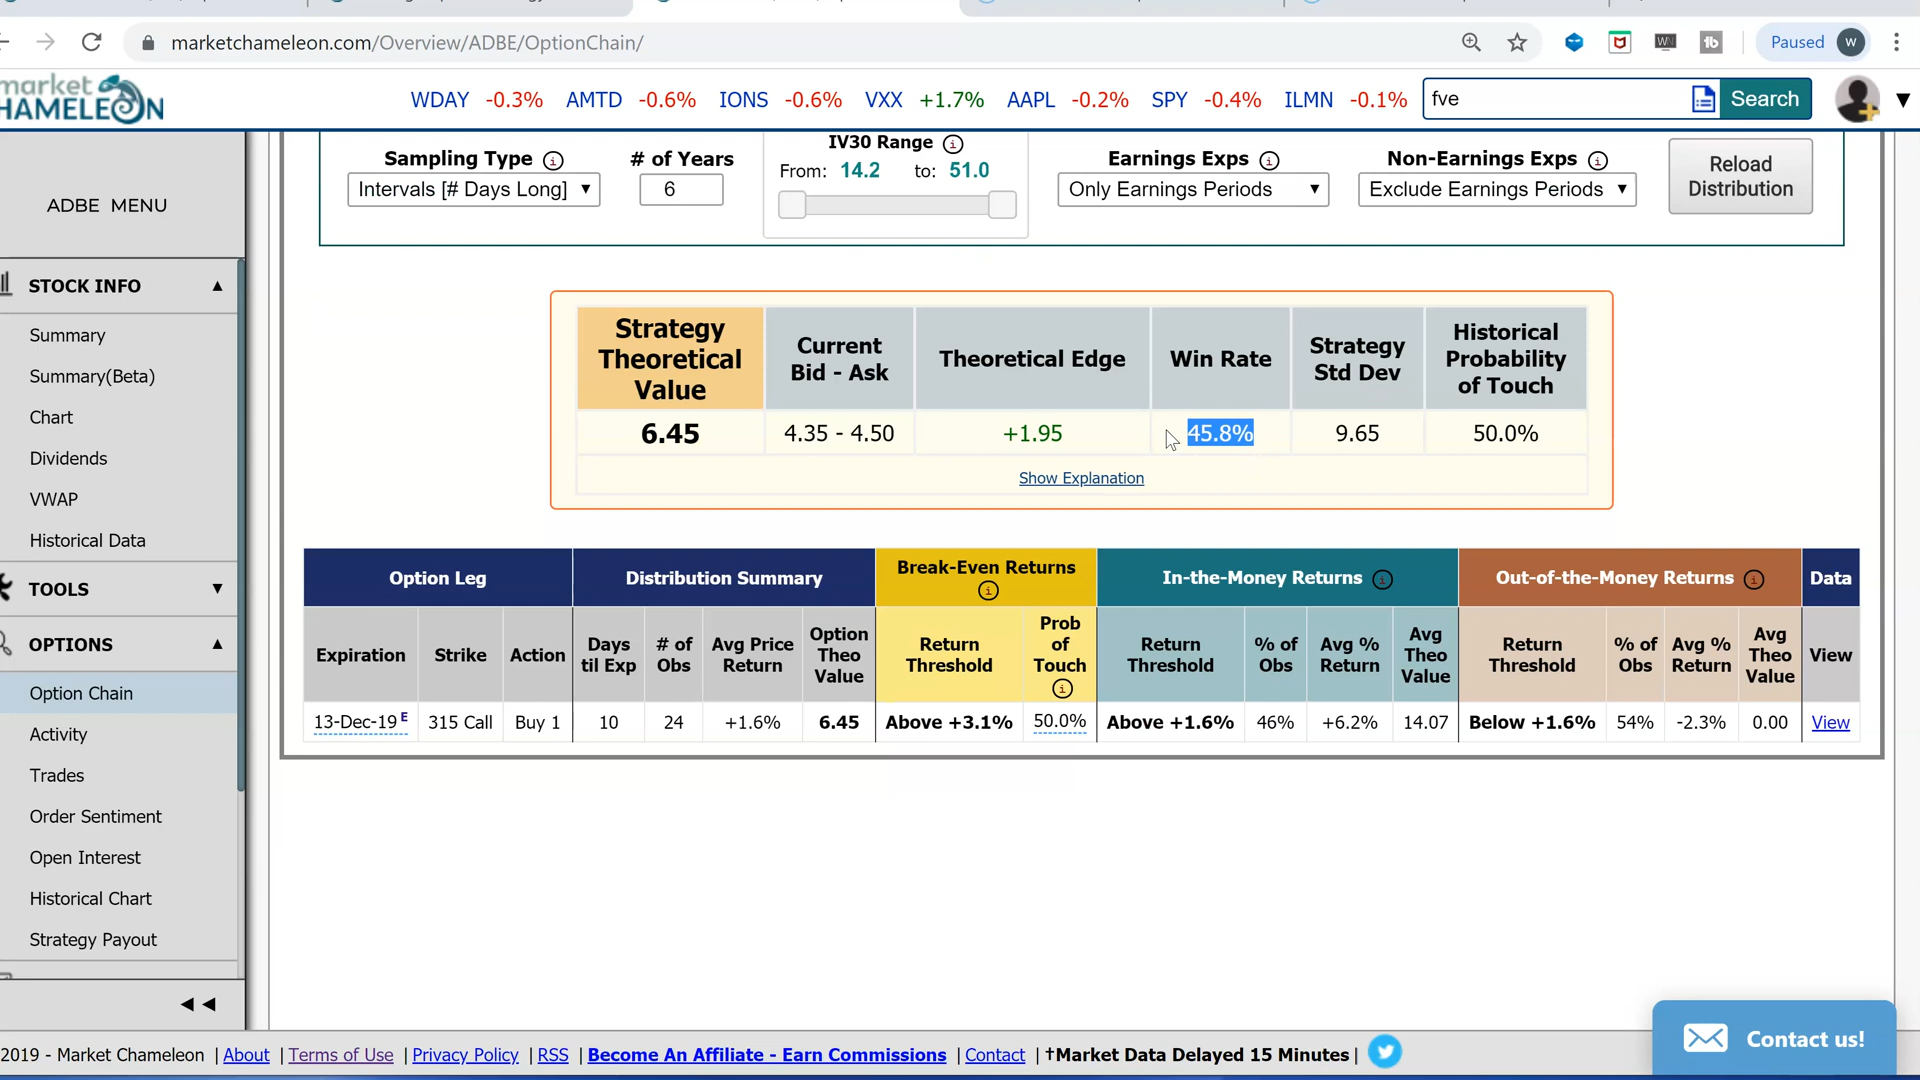 marketchameleon.com/Overview/ADBE/OptionChain/
Paused W
market
HAMELEON
WDAY -0.3% AMTD -0.6% IONS -0.6% VXX +1.7% AAPL -0.2% SPY -0.4% ILMN -0.1%
fve
Search
ADBE MENU
STOCK INFO ▲
Summary
Summary(Beta)
Chart
Dividends
VWAP
Historical Data
TOOLS ▼
OPTIONS ▲
Option Chain
Activity
Trades
Order Sentiment
Open Interest
Historical Chart
Strategy Payout
◀◀
Sampling Type
Intervals [# Days Long] ▼
# of Years
6
IV30 Range
From: 14.2 to: 51.0
Earnings Exps
Only Earnings Periods ▼
Non-Earnings Exps
Exclude Earnings Periods ▼
Reload
Distribution
Strategy
Theoretical
Value
Current
Bid - Ask
Theoretical Edge
Win Rate
Strategy
Std Dev
Historical
Probability
of Touch
6.45 4.35 - 4.50 +1.95 45.8% 9.65 50.0%
Show Explanation
Option Leg
Distribution Summary
Break-Even Returns
In-the-Money Returns
Out-of-the-Money Returns
Data
Expiration
Strike
Action
Days
til Exp
# of
Obs
Avg Price
Return
Option
Theo
Value
Return
Threshold
Prob
of
Touch
Return
Threshold
% of
Obs
Avg %
Return
Avg
Theo
Value
Return
Threshold
% of
Obs
Avg %
Return
Avg
Theo
Value
View
13-Dec-19 E 315 Call Buy 1 10 24 +1.6% 6.45 Above +3.1% 50.0% Above +1.6% 46% +6.2% 14.07 Below +1.6% 54% -2.3% 0.00 View
Contact us!
2019 - Market Chameleon | About | Terms of Use | Privacy Policy | RSS | Become An Affiliate - Earn Commissions | Contact | †Market Data Delayed 15 Minutes |